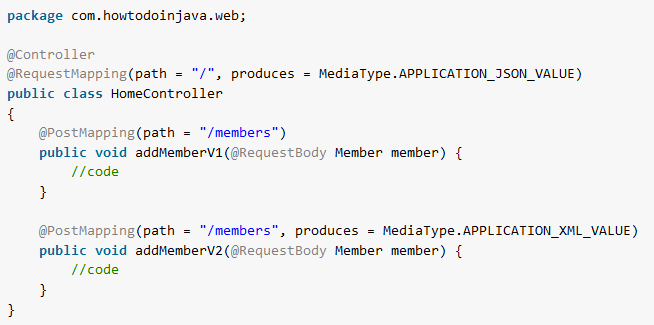 package com.howtodoinjava.web;
@Controller
@RequestMapping(path = "/", produces = MediaType.APPLICATION_JSON_VALUE)
public class HomeController
{
@PostMapping(path = "/members")
public void addMemberV1(@RequestBody Member member) {
//code
}
@PostMapping(path = "/members", produces = MediaType.APPLICATION_XML_VALUE)
public void addMemberV2(@RequestBody Member member) {
//code
}
}